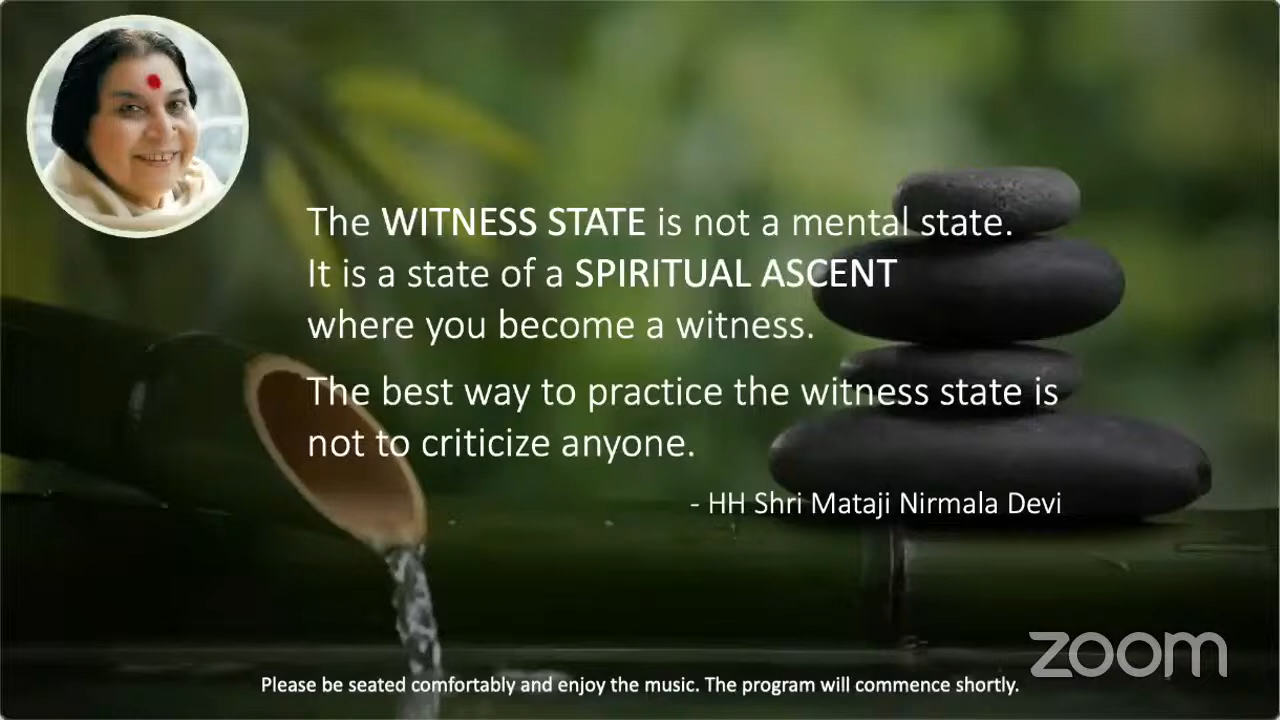 The WITNESS STATE is not a mental state.
It is a state of a SPIRITUAL ASCENT
where you become a witness.
The best way to practice the witness state is
not to criticize anyone.
- HH Shri Mataji Nirmala Devi
zoom
Please be seated comfortably and enjoy the music. The program will commence shortly.